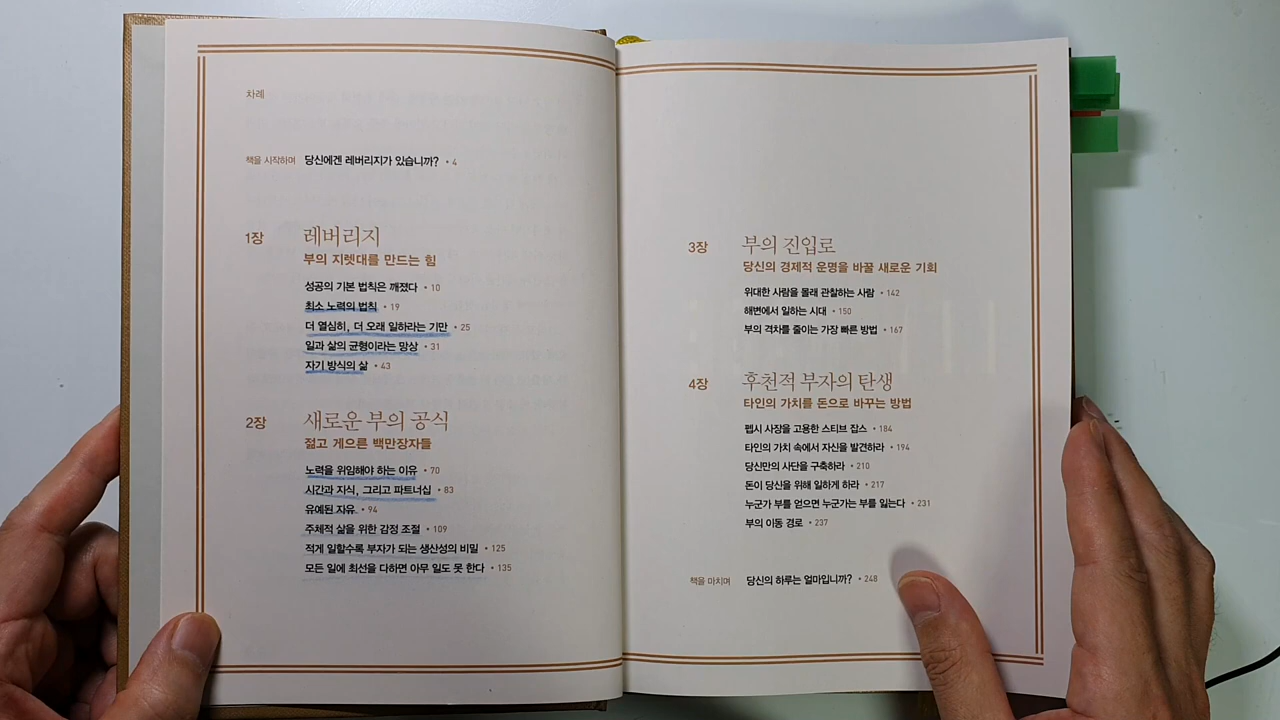 차례
책을 시작하며 당신에겐 레버리지가 있습니까? • 4
1장 레버리지
부의 지렛대를 만드는 힘
성공의 기본 법칙은 깨졌다 • 10
최소 노력의 법칙 • 19
더 열심히, 더 오래 일하라는 기만 • 25
일과 삶의 균형이라는 망상 • 31
자기 방식의 삶 • 43
2장 새로운 부의 공식
젊고 게으른 백만장자들
노력을 위임해야 하는 이유 • 70
시간과 지식, 그리고 파트너십 • 83
유예된 자유. • 94
주체적 삶을 위한 감정 조절 • 109
적게 일할수록 부자가 되는 생산성의 비밀 • 125
모든 일에 최선을 다하면 아무 일도 못 한다 • 135
3장 부의 진입로
당신의 경제적 운명을 바꿀 새로운 기회
위대한 사람을 몰래 관찰하는 사람 • 142
해변에서 일하는 시대 • 150
부의 격차를 줄이는 가장 빠른 방법 • 167
4장 후천적 부자의 탄생
타인의 가치를 돈으로 바꾸는 방법
펩시 사장을 고용한 스티브 잡스 • 184
타인의 가치 속에서 자신을 발견하라 • 194
당신만의 사단을 구축하라 • 210
돈이 당신을 위해 일하게 하라 • 217
누군가 부를 얻으면 누군가는 부를 잃는다 • 231
부의 이동 경로 • 237
책을 마치며 당신의 하루는 얼마입니까? • 248